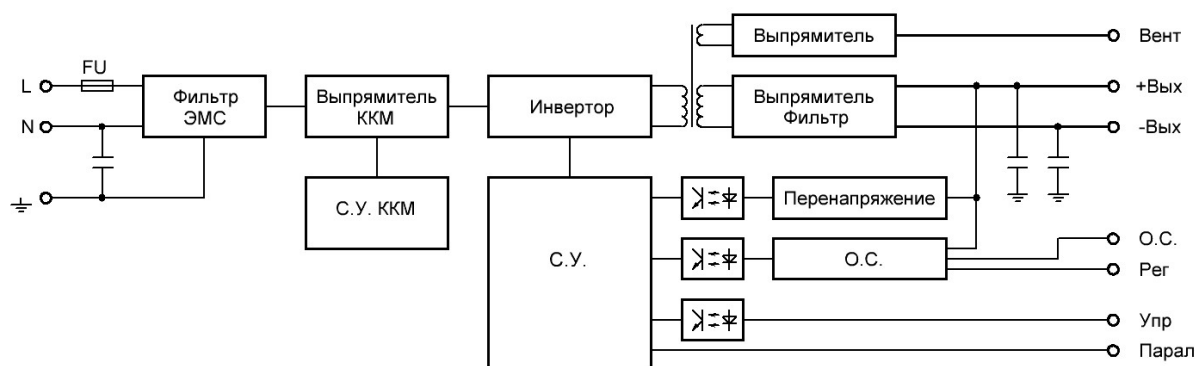 Выпрямитель
Вент
FU
L
N
Фильтр
ЭМС
Выпрямитель
ККМ
Инвертор
Выпрямитель
Фильтр
+Вых
-Вых
С.У. ККМ
С.У.
Перенапряжение
О.С.
О.С.
Рег
Упр
Парал